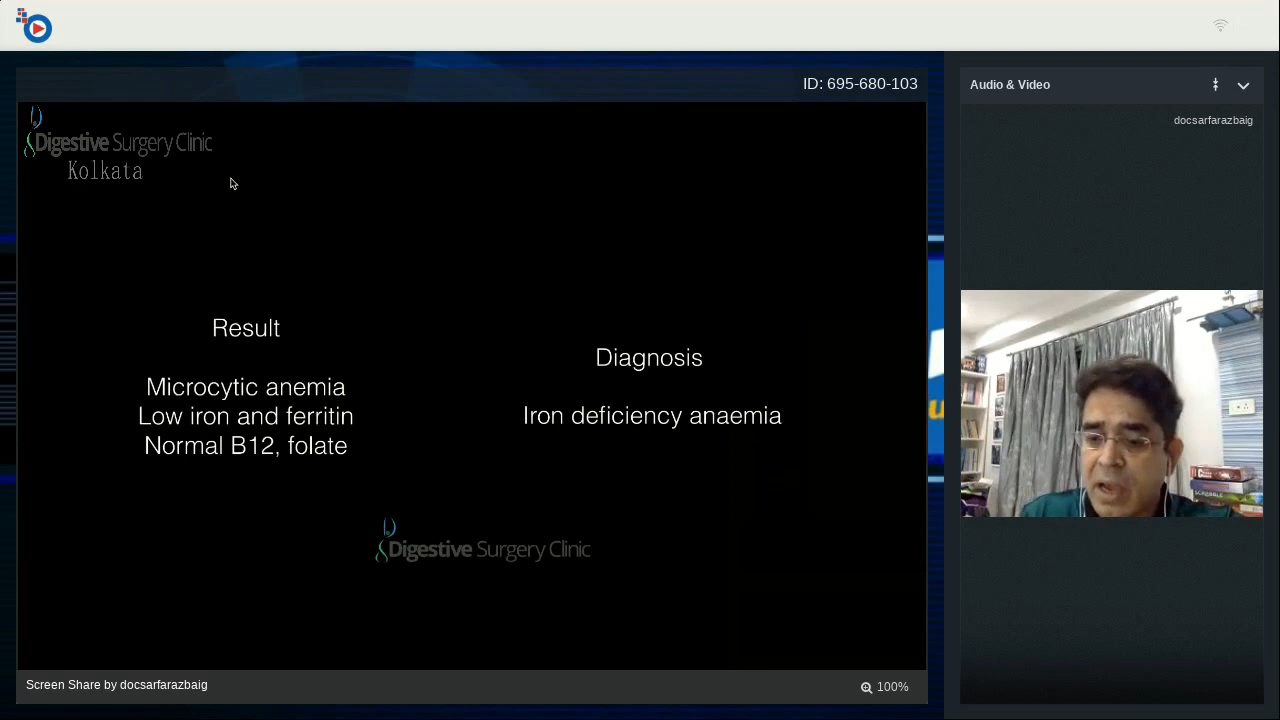 ID: 695-680-103
Digestive Surgery Clinic
Kolkata
Result
Microcytic anemia
Low iron and ferritin
Normal B12, folate
Diagnosis
Iron deficiency anaemia
Digestive Surgery Clinic
Screen Share by docsarfarazbaig
100%
Audio & Video
docsarfarazbaig
SCRABBLE